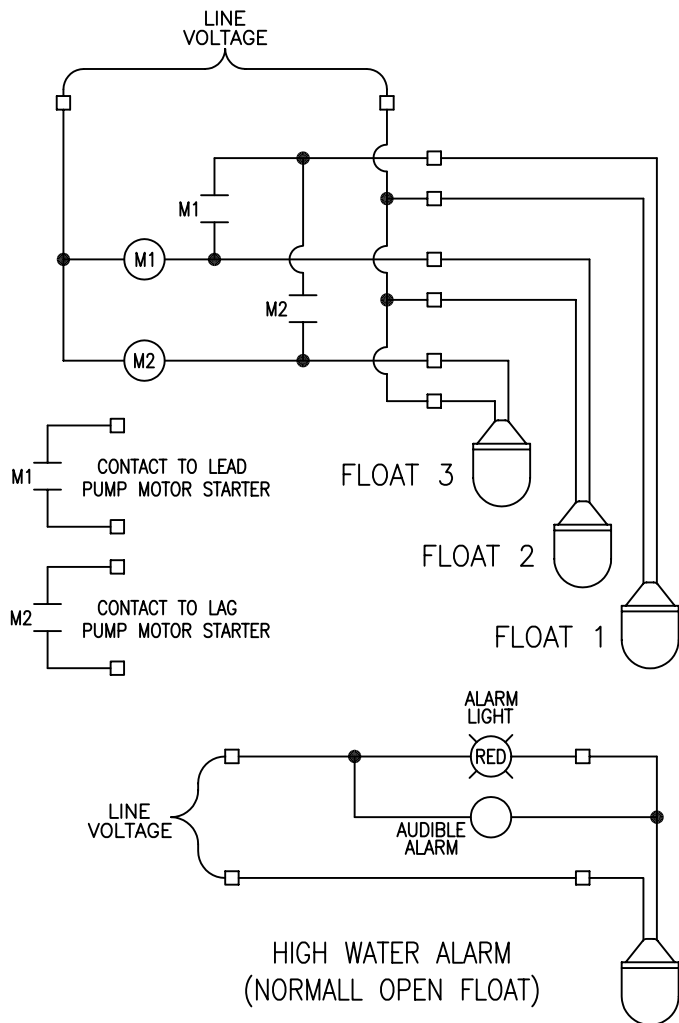 LINE
VOLTAGE
M1
M1
M2
M2
FLOAT 3
M1
CONTACT TO LEAD
PUMP MOTOR STARTER
FLOAT 2
M2
CONTACT TO LAG
PUMP MOTOR STARTER
FLOAT 1
ALARM
LIGHT
RED
LINE
VOLTAGE
AUDIBLE
ALARM
HIGH WATER ALARM
(NORMALL OPEN FLOAT)